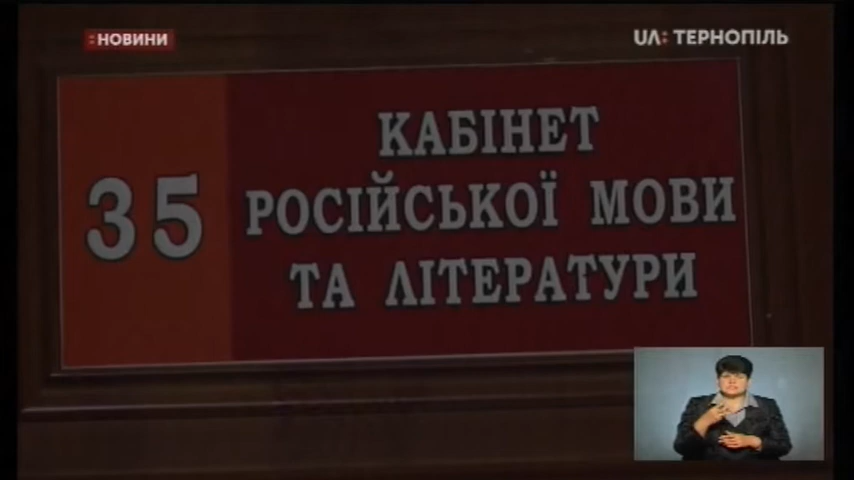 :НОВИНИ
UA: ТЕРНОПІЛЬ
35
КАБІНЕТ
РОСІЙСЬКОЇ МОВИ
ТА ЛІТЕРАТУРИ